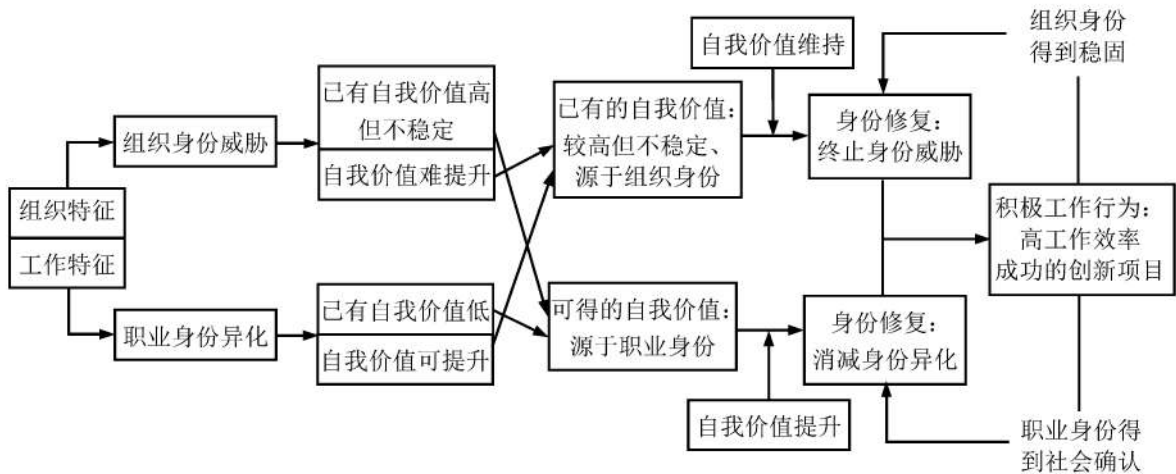 组织特征
工作特征
组织身份威胁
职业身份异化
已有自我价值高
但不稳定
自我价值难提升
已有自我价值低
自我价值可提升
已有的自我价值：
较高但不稳定、
源于组织身份
可得的自我价值：
源于职业身份
自我价值维持
自我价值提升
身份修复：
终止身份威胁
身份修复：
消减身份异化
组织身份
得到稳固
积极工作行为：
高工作效率
成功的创新项目
职业身份得
到社会确认